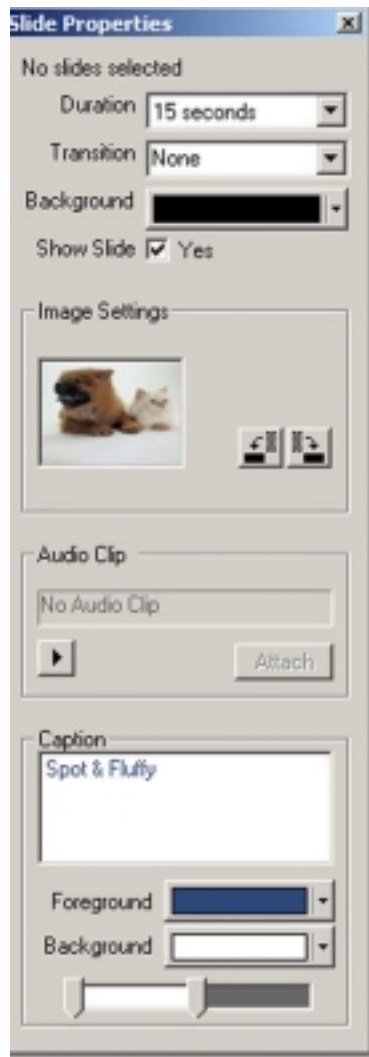 Slide Properties
No slides selected
Duration 15 seconds
Transition None
Background
Show Slide Yes
Image Settings
Audio Clip
No Audio Clip
Attach
Caption
Spot & Fluffy
Foreground
Background